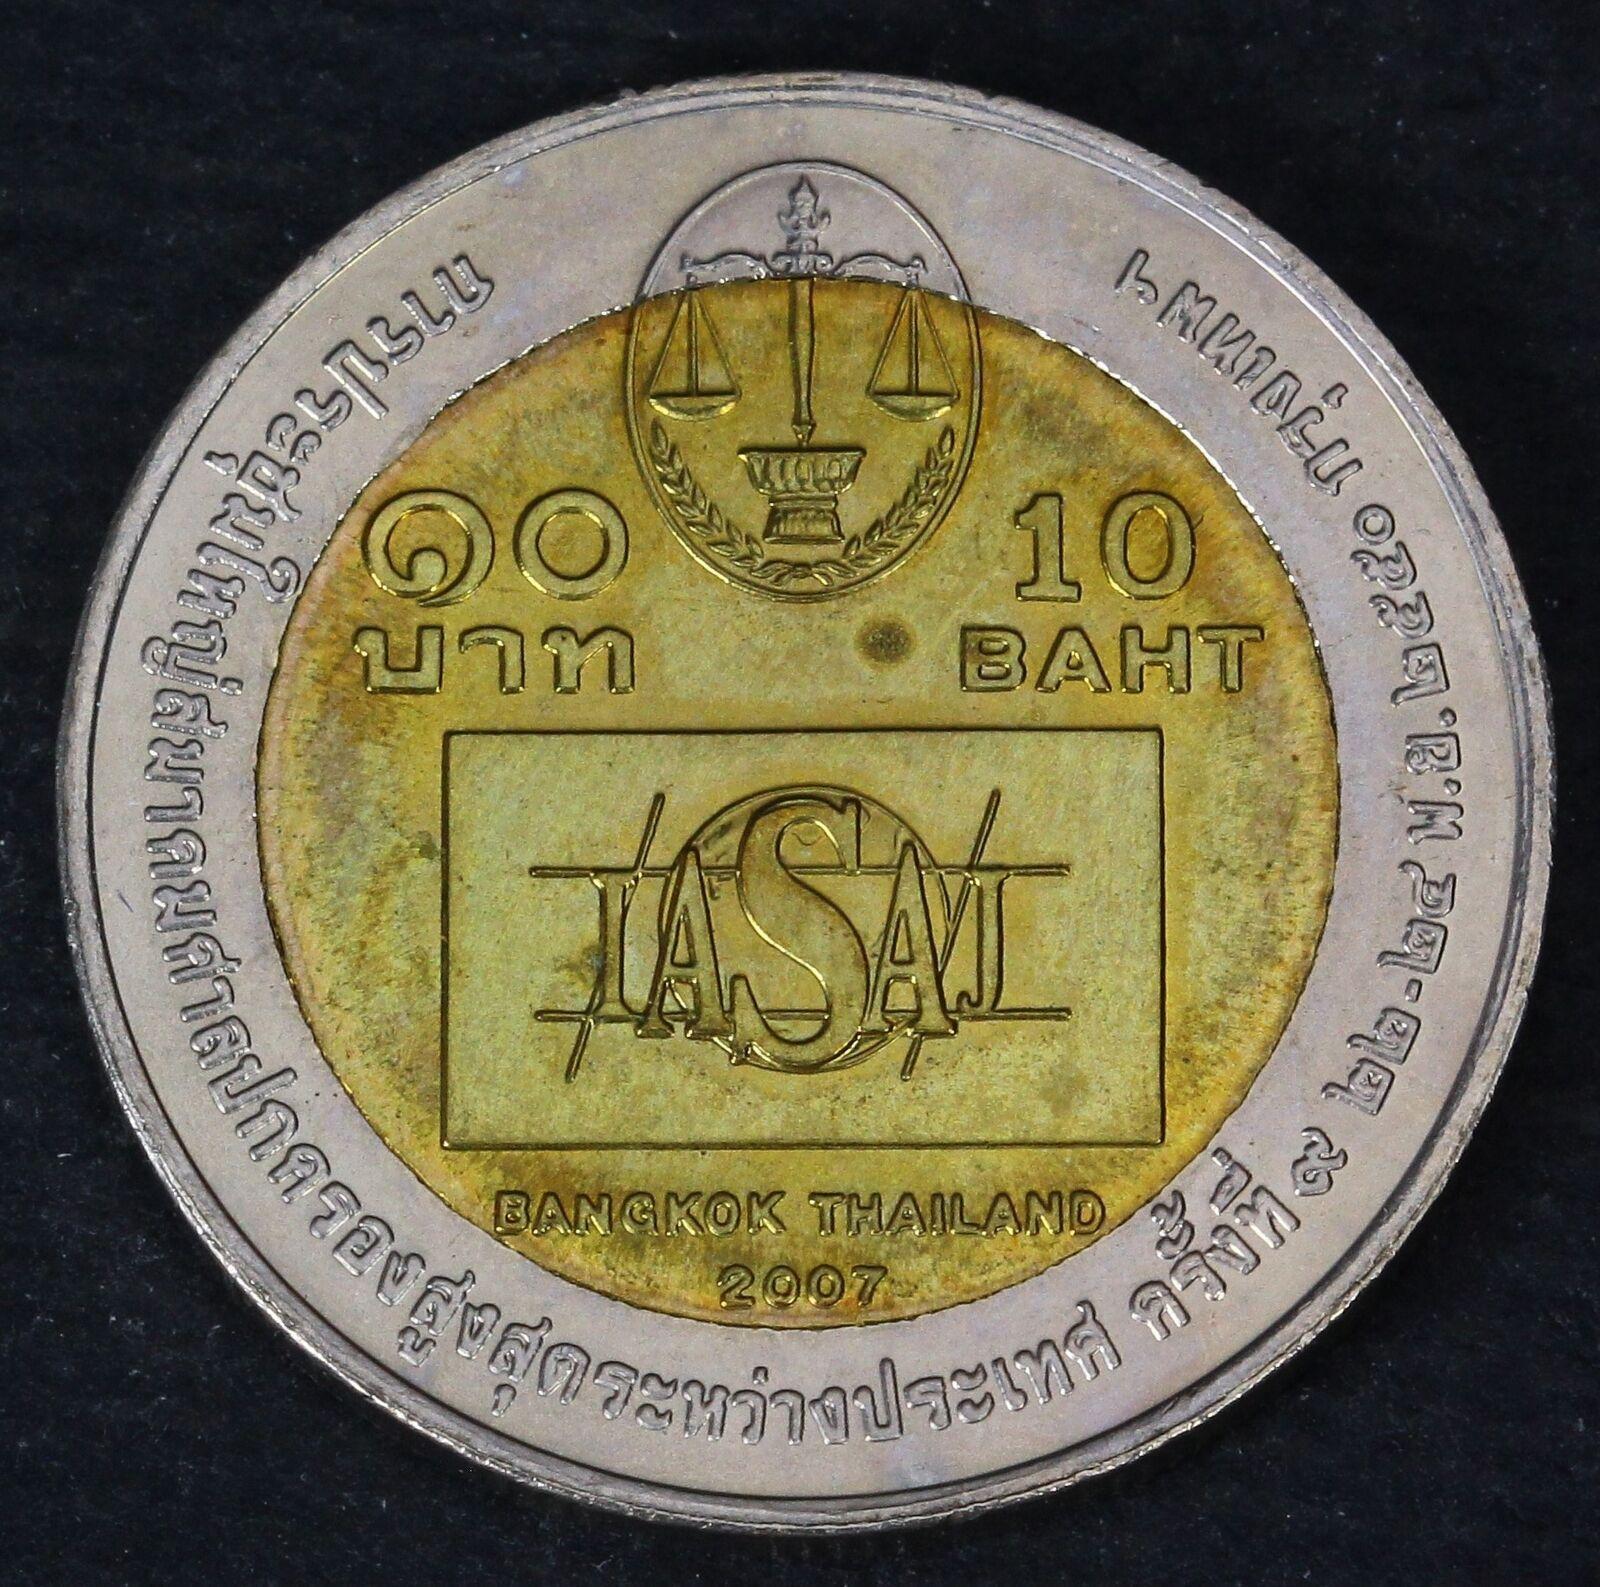 การประชุมใหญ่สมาคมศาลปกครองสูงสุดระหว่างประเทศ ครั้งที่ ๙ ๒๒-๒๔ พ.ย. ๒๕๕๐ กรุงเทพฯ
๑๐
บาท
10
BAHT
IASAJ
BANGKOK THAILAND
2007